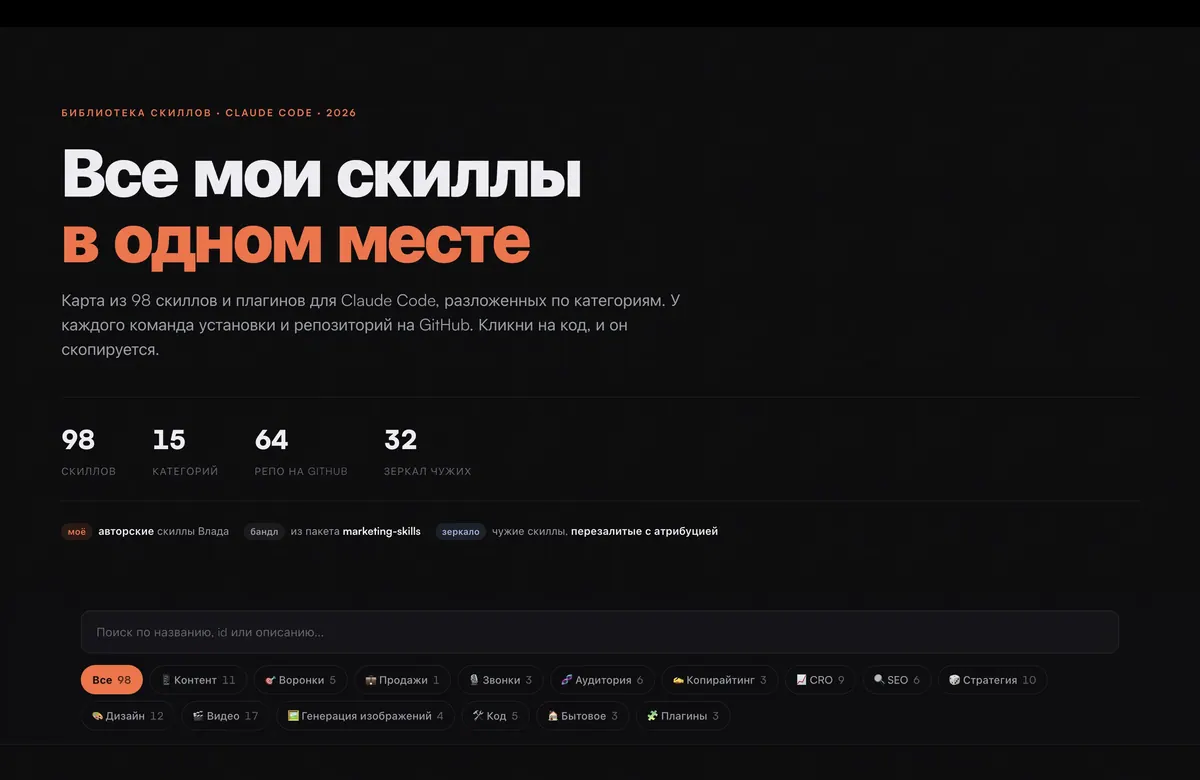 БИБЛИОТЕКА СКИЛЛОВ · CLAUDE CODE · 2026
Все мои скиллы
в одном месте
Карта из 98 скиллов и плагинов для Claude Code, разложенных по категориям. У
каждого команда установки и репозиторий на GitHub. Кликни на код, и он
скопируется.
98 15 64 32
СКИЛЛОВ КАТЕГОРИЙ РЕПО НА GITHUB ЗЕРКАЛ ЧУЖИХ
моё авторские скиллы Влада бандл из пакета marketing-skills зеркало чужие скиллы, перезалитые с атрибуцией
Поиск по названию, id или описанию...
Все 98 Контент 11 Воронки 5 Продажи 1 Звонки 3 Аудитория 6 Копирайтинг 3 CRO 9 SEO 6 Стратегия 10
Дизайн 12 Видео 17 Генерация изображений 4 Код 5 Бытовое 3 Плагины 3